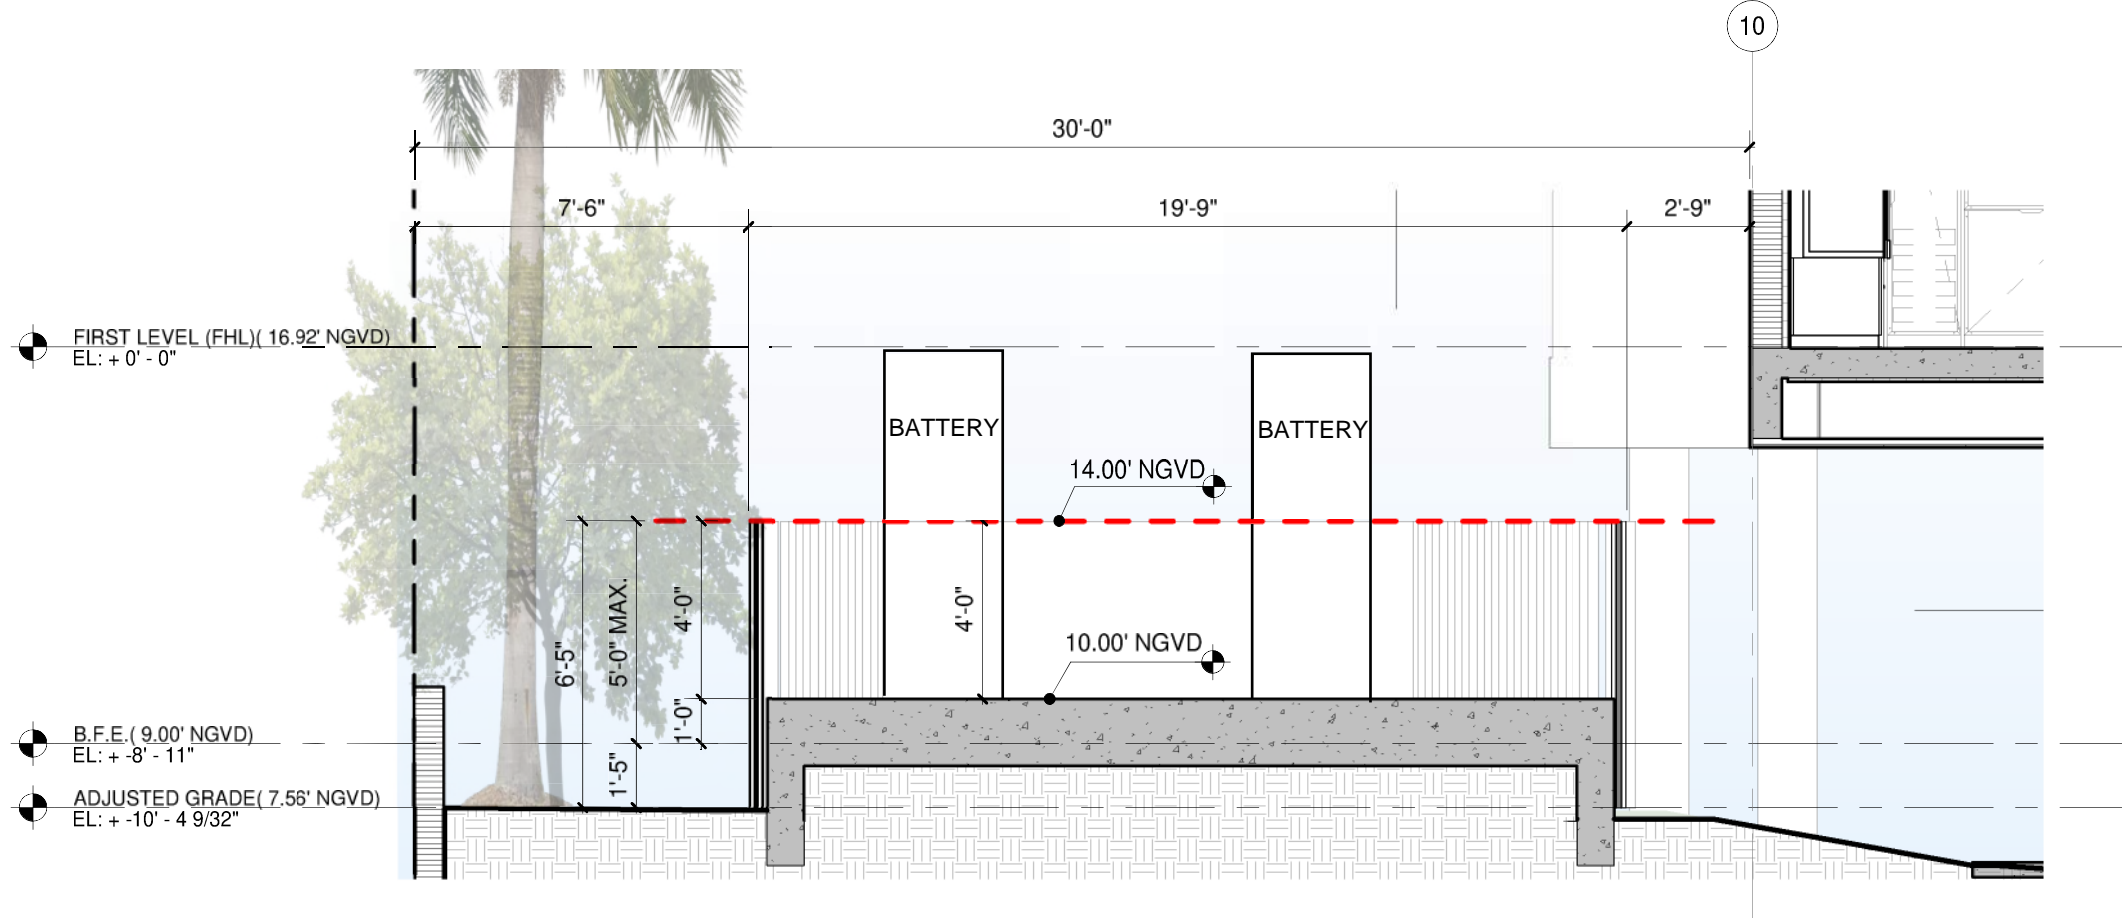 10
30'-0"
7'-6"
19'-9"
2'-9"
FIRST LEVEL (FHL)( 16.92' NGVD)
EL: + 0' - 0"
BATTERY
BATTERY
14.00' NGVD
6'-5"
5'-0" MAX.
4'-0"
4'-0"
10.00' NGVD
1'-0"
B.F.E.( 9.00' NGVD)
EL: + -8' - 11"
1'-5"
ADJUSTED GRADE( 7.56' NGVD)
EL: + -10' - 4 9/32"